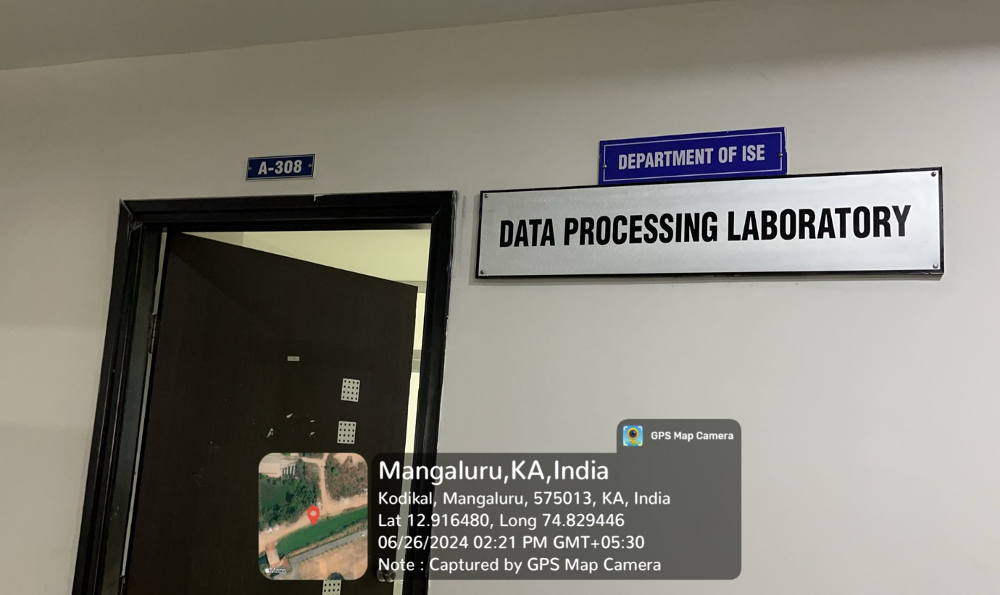 A-308
DEPARTMENT OF ISE
DATA PROCESSING LABORATORY
GPS Map Camera
Mangaluru,KA,India
Kodikal, Mangaluru, 575013, KA, India
Lat 12.916480, Long 74.829446
06/26/2024 02:21 PM GMT+05:30
Note : Captured by GPS Map Camera
Maps